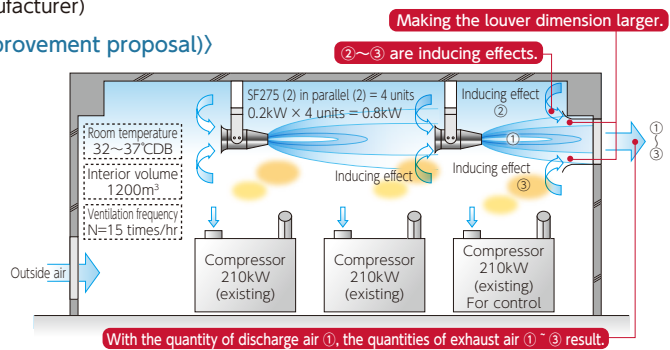 ufacturer)
provement proposal)〉
Making the louver dimension larger.
②～③ are inducing effects.
SF275 (2) in parallel (2) = 4 units
0.2kW × 4 units = 0.8kW
Inducing effect
②
①
～
③
Room temperature
32～37℃DB
①
Interior volume
1200m³
Inducing effect
Inducing effect
③
Ventilation frequency
N=15 times/hr
Outside air
Compressor
210kW
(existing)
Compressor
210kW
(existing)
Compressor
210kW
(existing)
For control
With the quantity of discharge air ①, the quantities of exhaust air ①～③ result.